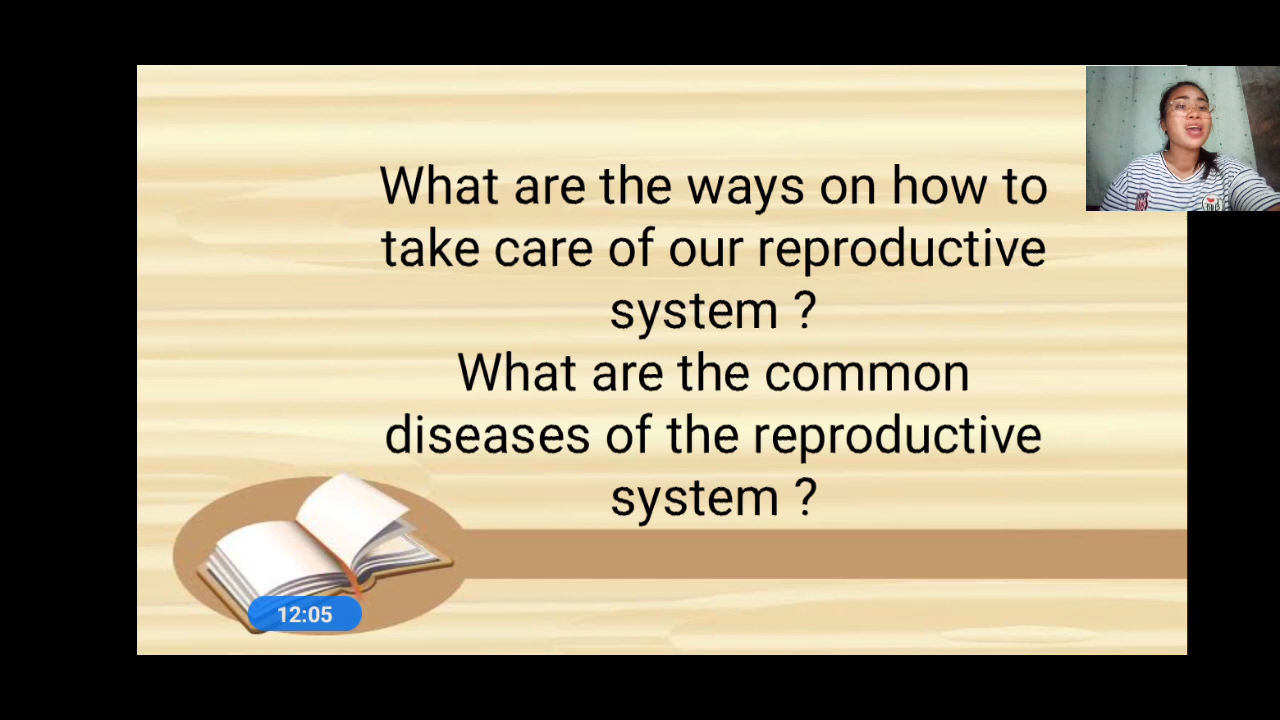 What are the ways on how to
take care of our reproductive
system ?
What are the common
diseases of the reproductive
system ?
12:05